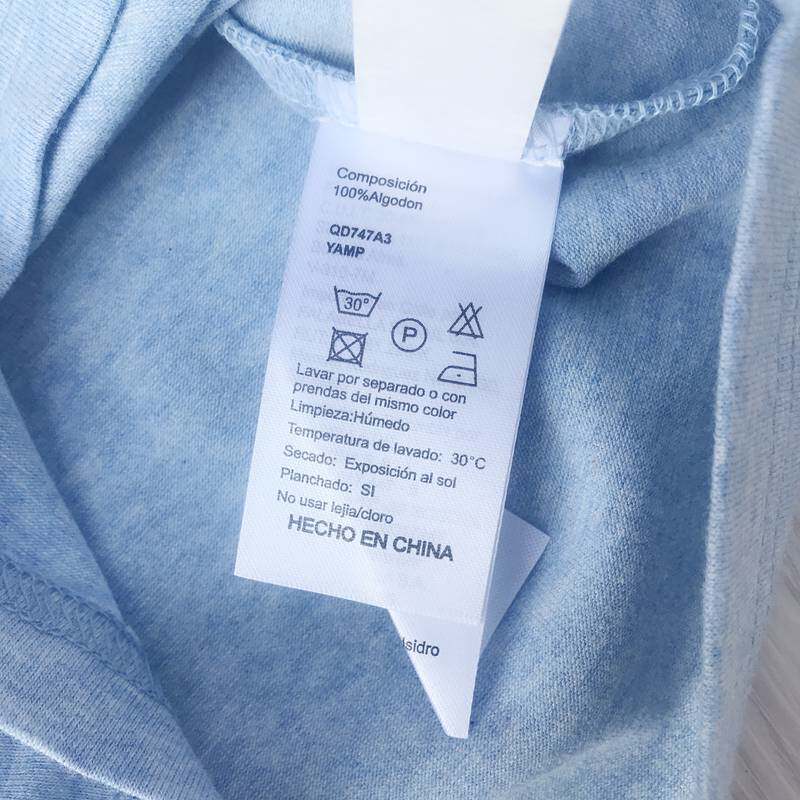 Composición
100%Algodon
QD747A3
YAMP
30°
P
Lavar por separado o con
prendas del mismo color
Limpieza:Húmedo
Temperatura de lavado: 30°C
Secado: Exposición al sol
Planchado: SI
No usar lejia/cloro
HECHO EN CHINA
Isidro